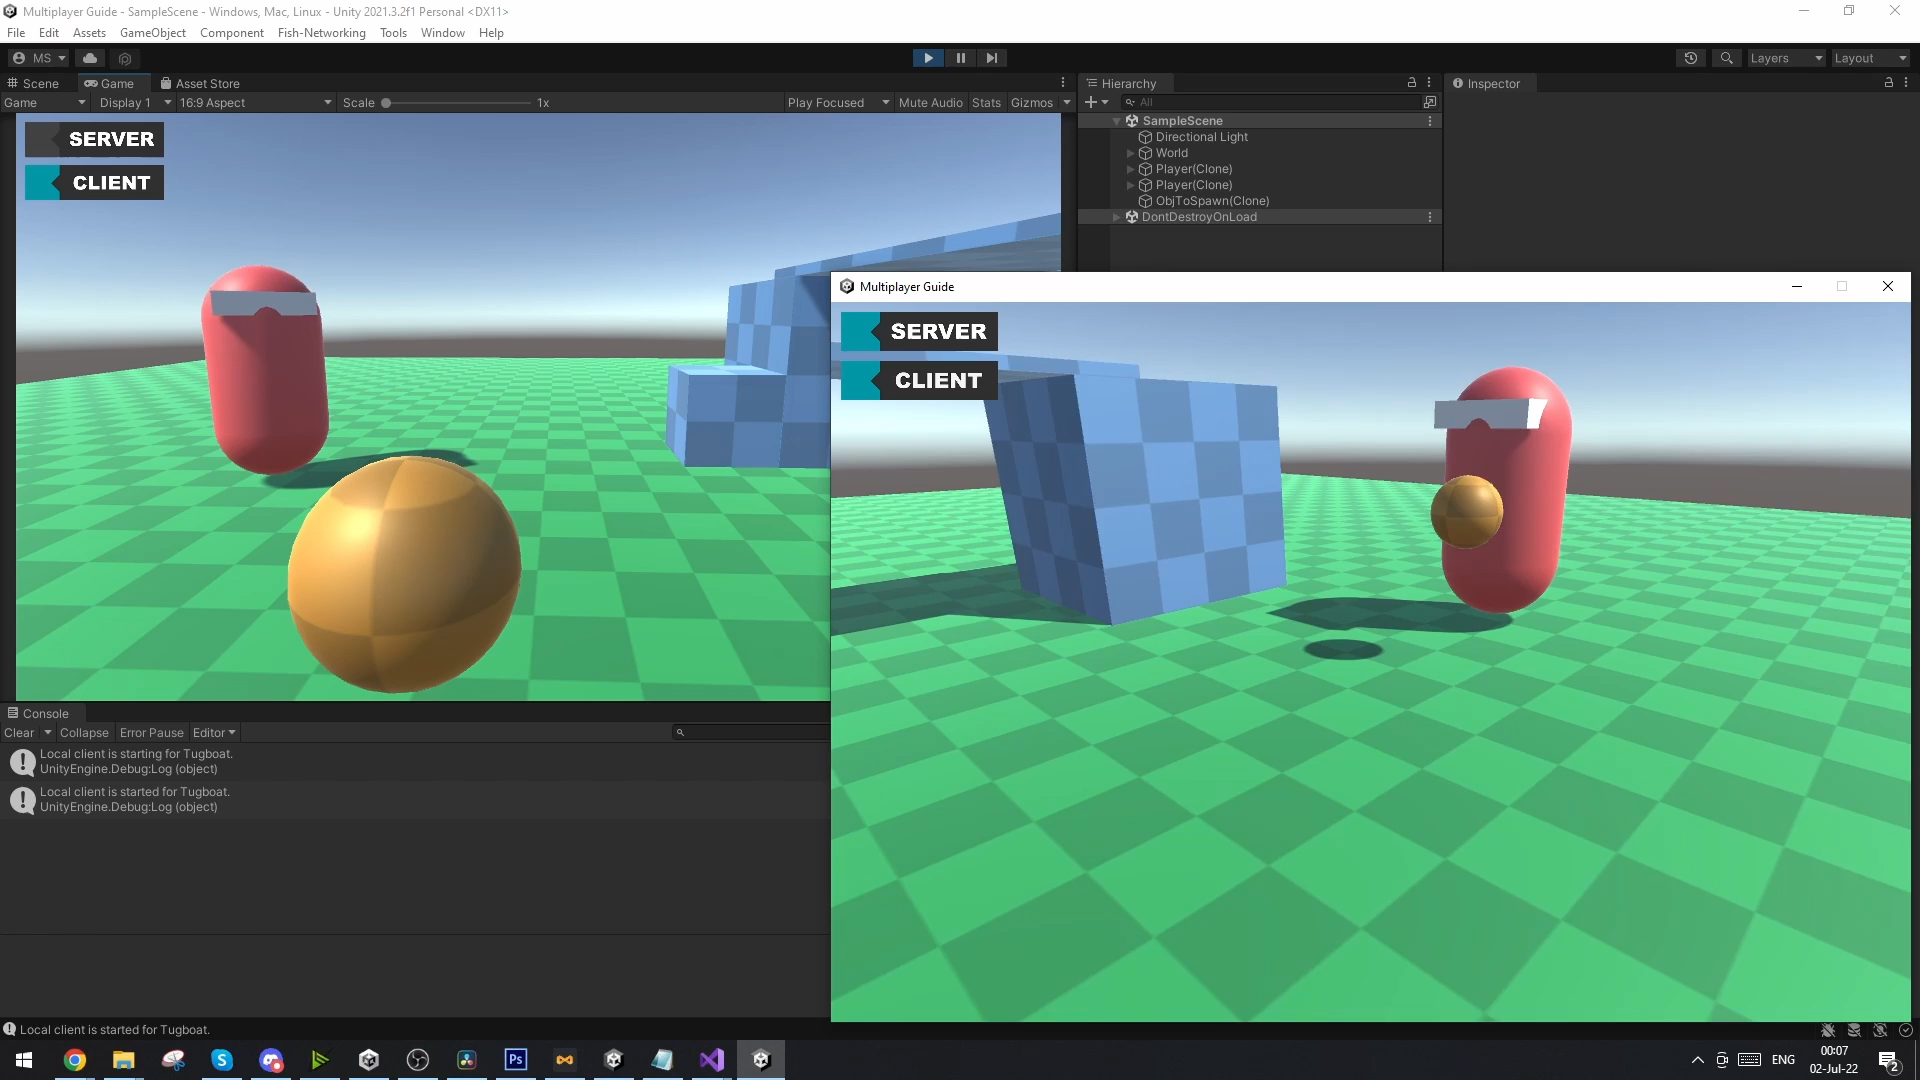 Multiplayer Guide - SampleScene - Windows, Mac, Linux - Unity 2021.3.2f1 Personal <DX11>
File Edit Assets GameObject Component Fish-Networking Tools Window Help
MS Layers Layout
Scene Game Asset Store
Game Display 1 16:9 Aspect Scale 1x Play Focused Mute Audio Stats Gizmos
SERVER
CLIENT
Hierarchy
All
SampleScene
Directional Light
World
Player(Clone)
Player(Clone)
ObjToSpawn(Clone)
DontDestroyOnLoad
Inspector
Multiplayer Guide
SERVER
CLIENT
Console
Clear Collapse Error Pause Editor
Local client is starting for Tugboat.
UnityEngine.Debug:Log (object)
Local client is started for Tugboat.
UnityEngine.Debug:Log (object)
Local client is started for Tugboat.
Ps
ENG
00:07
02-Jul-22
2